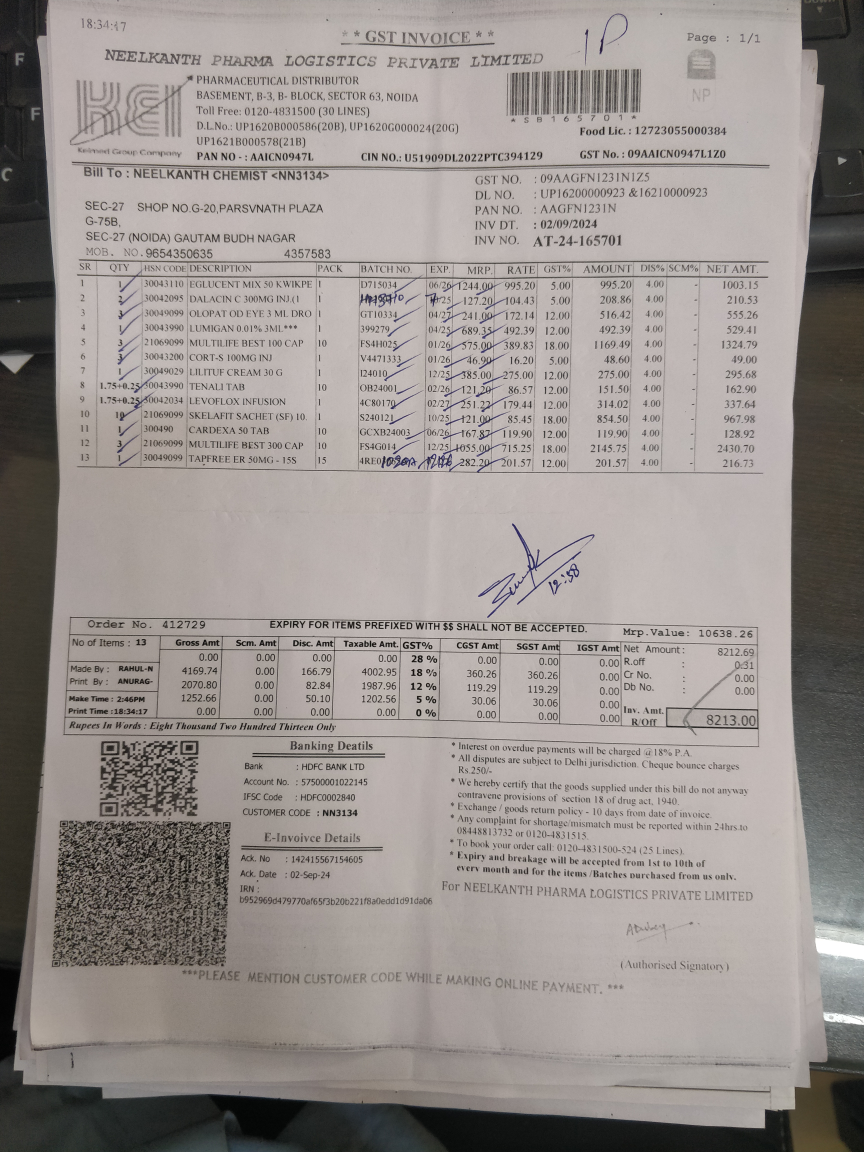 18:34:17
* * GST INVOICE * *
1P
Page : 1/1
NEELKANTH PHARMA LOGISTICS PRIVATE LIMITED
KEI
Keimed Group Company
PHARMACEUTICAL DISTRIBUTOR
BASEMENT, B-3, B- BLOCK, SECTOR 63, NOIDA
Toll Free: 0120-4831500 (30 LINES)
D.L.No.: UP1620B000586(20B), UP1620G000024(20G)
UP1621B000578(21B)
PAN NO - : AAICN0947L
CIN NO.: U51909DL2022PTC394129
*SB165701*
NP
Food Lic. : 12723055000384
GST No. : 09AAICN0947L1Z0
Bill To : NEELKANTH CHEMIST <NN3134>
SEC-27 SHOP NO.G-20,PARSVNATH PLAZA
G-75B,
SEC-27 (NOIDA) GAUTAM BUDH NAGAR
MOB. NO. 9654350635 4357583
GST NO. : 09AAGFN1231N1Z5
DL NO. : UP16200000923 &16210000923
PAN NO. : AAGFN1231N
INV DT. : 02/09/2024
INV NO. AT-24-165701
SR QTY HSN CODE DESCRIPTION PACK BATCH NO. EXP. MRP. RATE GST% AMOUNT DIS% SCM% NET AMT.
1 1 30043110 EGLUCENT MIX 50 KWIKPE 1 D715034 06/26 1244.00 995.20 5.00 995.20 4.00 - 1003.15
2 2 30042095 DALACIN C 300MG INJ.(1 1 /25 127.20 104.43 5.00 208.86 4.00 - 210.53
3 3 30049099 OLOPAT OD EYE 3 ML DRO 1 GT10334 04/27 241.00 172.14 12.00 516.42 4.00 - 555.26
4 1 30043990 LUMIGAN 0.01% 3ML*** 1 399279 04/25 689.35 492.39 12.00 492.39 4.00 - 529.41
5 3 21069099 MULTILIFE BEST 100 CAP 10 FS4H025 01/26 575.00 389.83 18.00 1169.49 4.00 - 1324.79
6 3 30043200 CORT-S 100MG INJ 1 V4471333 01/26 46.90 16.20 5.00 48.60 4.00 - 49.00
7 1 30049029 LILITUF CREAM 30 G 1 I24010 12/25 385.00 275.00 12.00 275.00 4.00 - 295.68
8 1.75+0.25 30043990 TENALI TAB 10 OB24001 02/26 121.20 86.57 12.00 151.50 4.00 - 162.90
9 1.75+0.25 30042034 LEVOFLOX INFUSION 1 4C80170 02/27 251.22 179.44 12.00 314.02 4.00 - 337.64
10 10 21069099 SKELAFIT SACHET (SF) 10. 1 S240121 10/25 121.00 85.45 18.00 854.50 4.00 - 967.98
11 1 300490 CARDEXA 50 TAB 10 GCXB24003 06/26 167.87 119.90 12.00 119.90 4.00 - 128.92
12 3 21069099 MULTILIFE BEST 300 CAP 10 FS4G014 12/25 1055.00 715.25 18.00 2145.75 4.00 - 2430.70
13 1 30049099 TAPFREE ER 50MG - 15S 15 282.20 201.57 12.00 201.57 4.00 - 216.73
12:38
Order No. 412729
EXPIRY FOR ITEMS PREFIXED WITH $$ SHALL NOT BE ACCEPTED.
Mrp.Value: 10638.26
No of Items : 13
Made By : RAHUL-N
Print By : ANURAG-
Make Time : 2:46PM
Print Time :18:34:17
Gross Amt Scm. Amt Disc. Amt Taxable Amt. GST% CGST Amt SGST Amt IGST Amt
0.00 0.00 0.00 0.00 28 % 0.00 0.00 0.00
4169.74 0.00 166.79 4002.95 18 % 360.26 360.26 0.00
2070.80 0.00 82.84 1987.96 12 % 119.29 119.29 0.00
1252.66 0.00 50.10 1202.56 5 % 30.06 30.06 0.00
0.00 0.00 0.00 0.00 0 % 0.00 0.00 0.00
Net Amount : 8212.69
R.off : 0.31
Cr No. : 0.00
Db No. : 0.00
Inv. Amt.
R/Off 8213.00
Rupees In Words : Eight Thousand Two Hundred Thirteen Only
Banking Deatils
Bank : HDFC BANK LTD
Account No. : 57500001022145
IFSC Code : HDFC0002840
CUSTOMER CODE : NN3134
E-Invoivce Details
Ack. No : 142415567154605
Ack. Date : 02-Sep-24
IRN :
b952969d479770af65f3b20b221f8a0edd1d91da06
* Interest on overdue payments will be charged @18% P.A.
* All disputes are subject to Delhi jurisdiction. Cheque bounce charges
Rs.250/-
* We hereby certify that the goods supplied under this bill do not anyway
contravene provisions of section 18 of drug act, 1940.
* Exchange / goods return policy - 10 days from date of invoice.
* Any complaint for shortage/mismatch must be reported within 24hrs.to
08448813732 or 0120-4831515.
* To book your order call: 0120-4831500-524 (25 Lines).
* Expiry and breakage will be accepted from 1st to 10th of
every month and for the items /Batches purchased from us only.
For NEELKANTH PHARMA LOGISTICS PRIVATE LIMITED
(Authorised Signatory)
***PLEASE MENTION CUSTOMER CODE WHILE MAKING ONLINE PAYMENT. ***